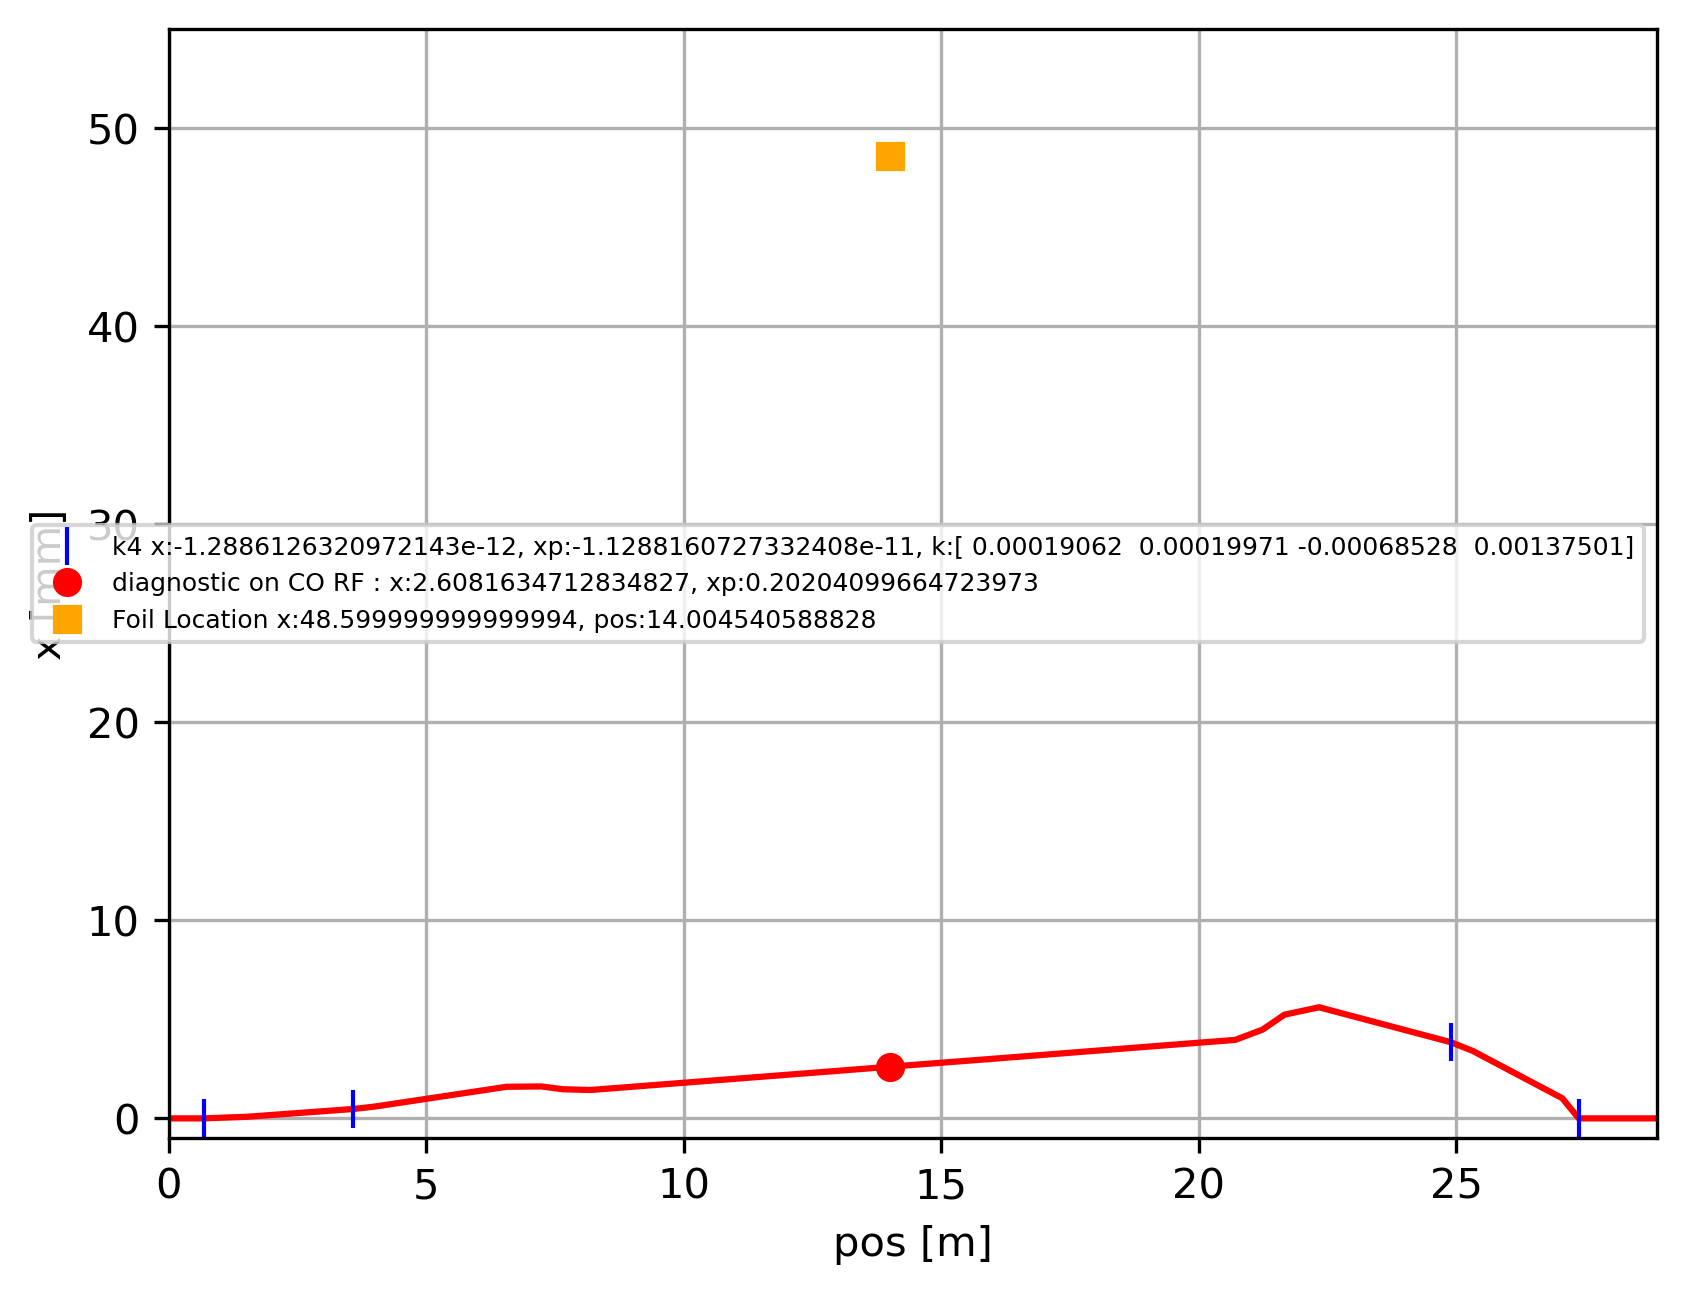 50
40
30
x [mm]
k4 x:-1.2886126320972143e-12, xp:-1.1288160727332408e-11, k:[ 0.00019062  0.00019971 -0.00068528  0.00137501]
diagnostic on CO RF : x:2.6081634712834827, xp:0.20204099664723973
Foil Location x:48.599999999999994, pos:14.004540588828
20
10
0
0 5 10 15 20 25
pos [m]